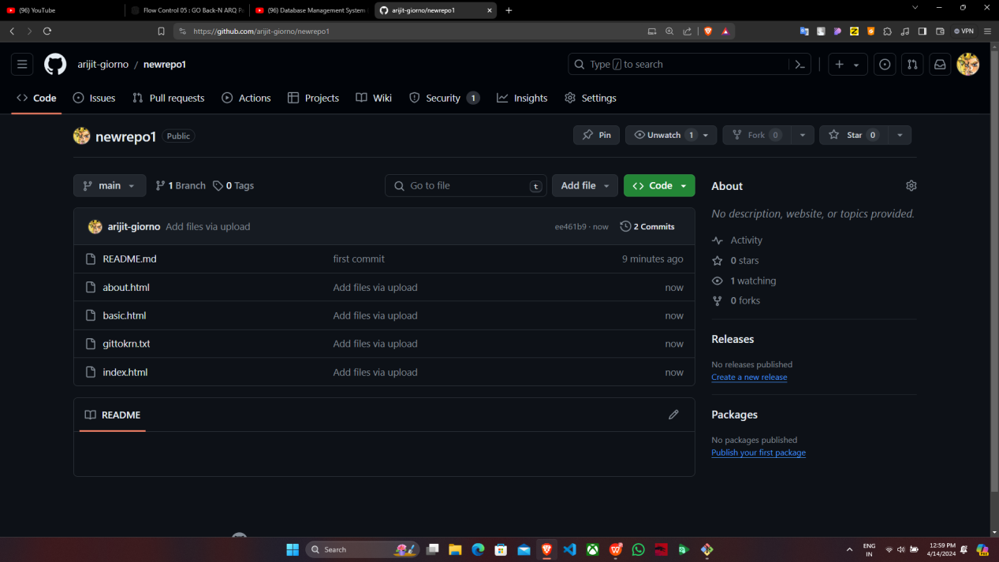 (96) YouTube
Flow Control 05 : GO Back-N ARQ P
(96) Database Management System
arijit-giorno/newrepo1
https://github.com/arijit-giorno/newrepo1
VPN
arijit-giorno / newrepo1
Type / to search
Code
Issues
Pull requests
Actions
Projects
Wiki
Security 1
Insights
Settings
newrepo1 Public
Pin
Unwatch 1
Fork 0
Star 0
main
1 Branch
0 Tags
Go to file t
Add file
Code
arijit-giorno Add files via upload ee461b9 · now 2 Commits
README.md first commit 9 minutes ago
about.html Add files via upload now
basic.html Add files via upload now
gittokrn.txt Add files via upload now
index.html Add files via upload now
README
About
No description, website, or topics provided.
Activity
0 stars
1 watching
0 forks
Releases
No releases published
Create a new release
Packages
No packages published
Publish your first package
Search
ENG
IN
12:59 PM
4/14/2024